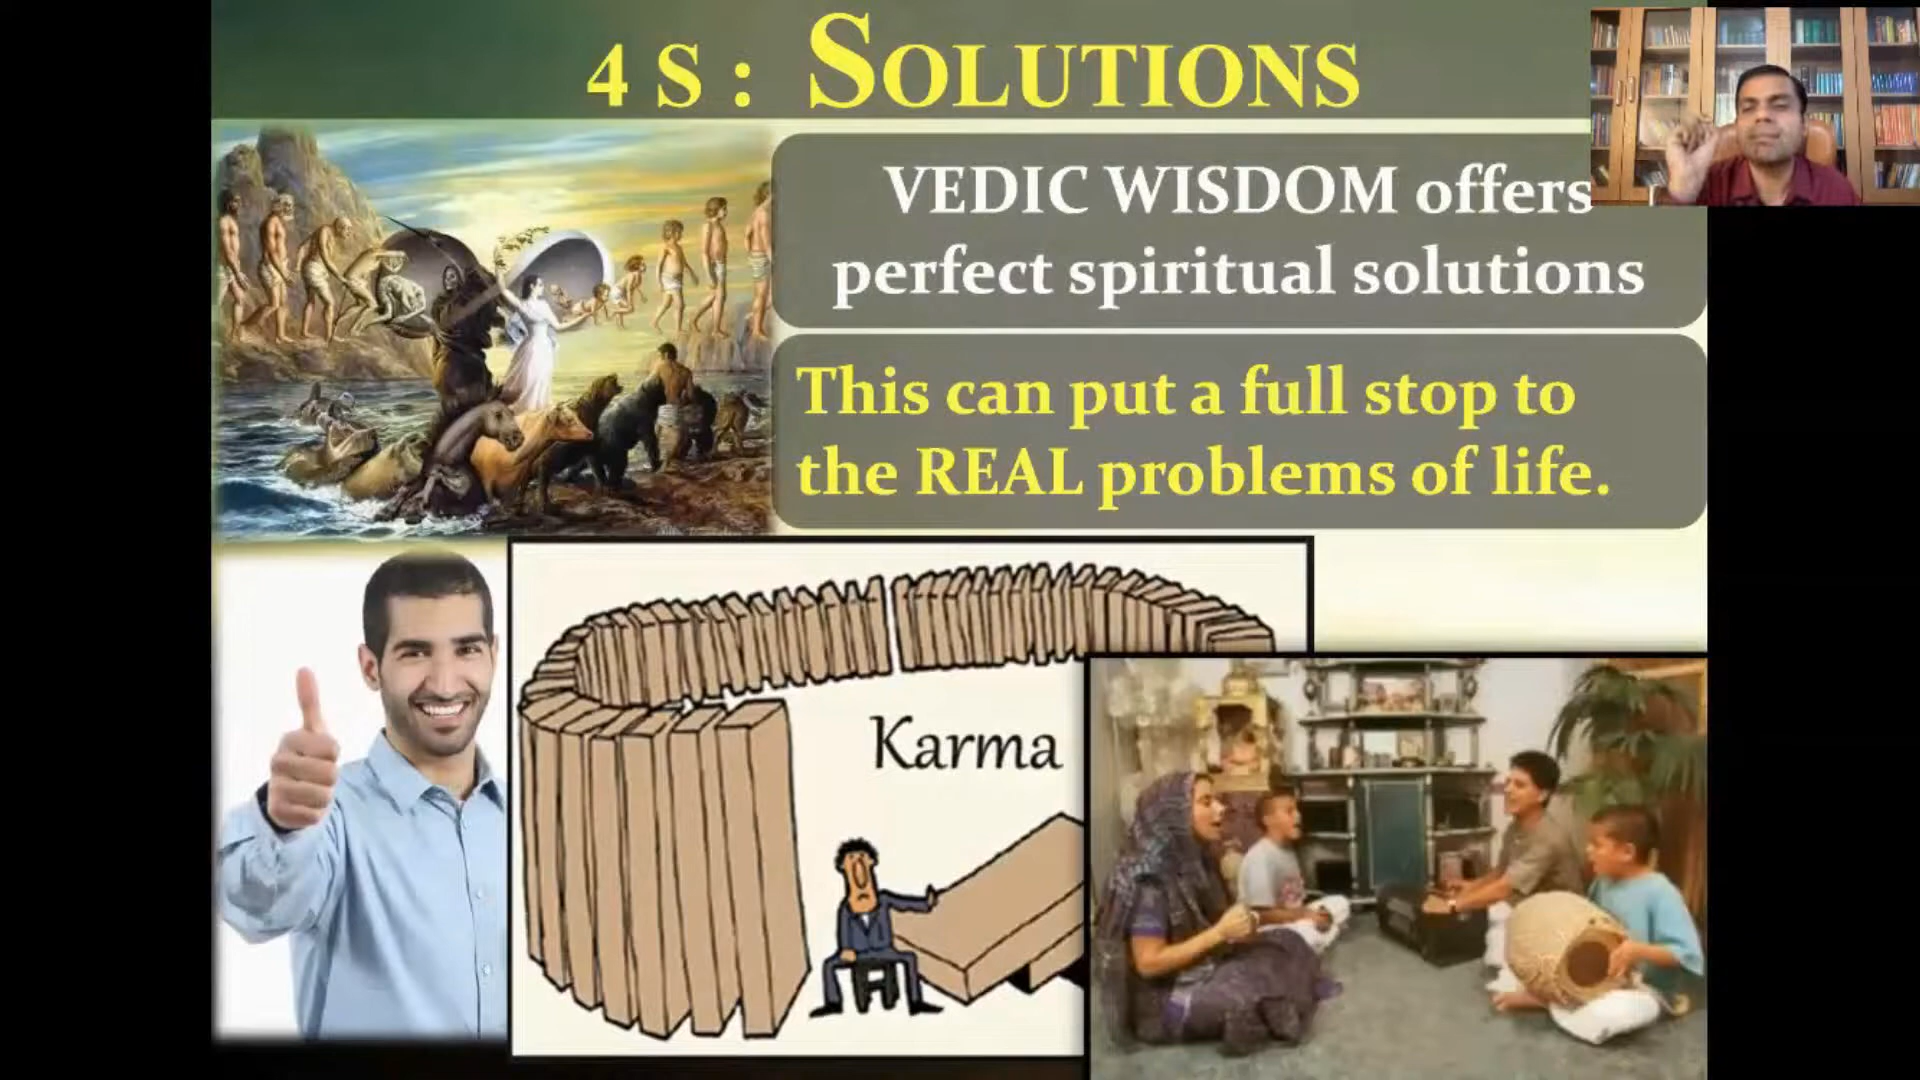 4 S : SOLUTIONS
VEDIC WISDOM offers
perfect spiritual solutions
This can put a full stop to
the REAL problems of life.
Karma